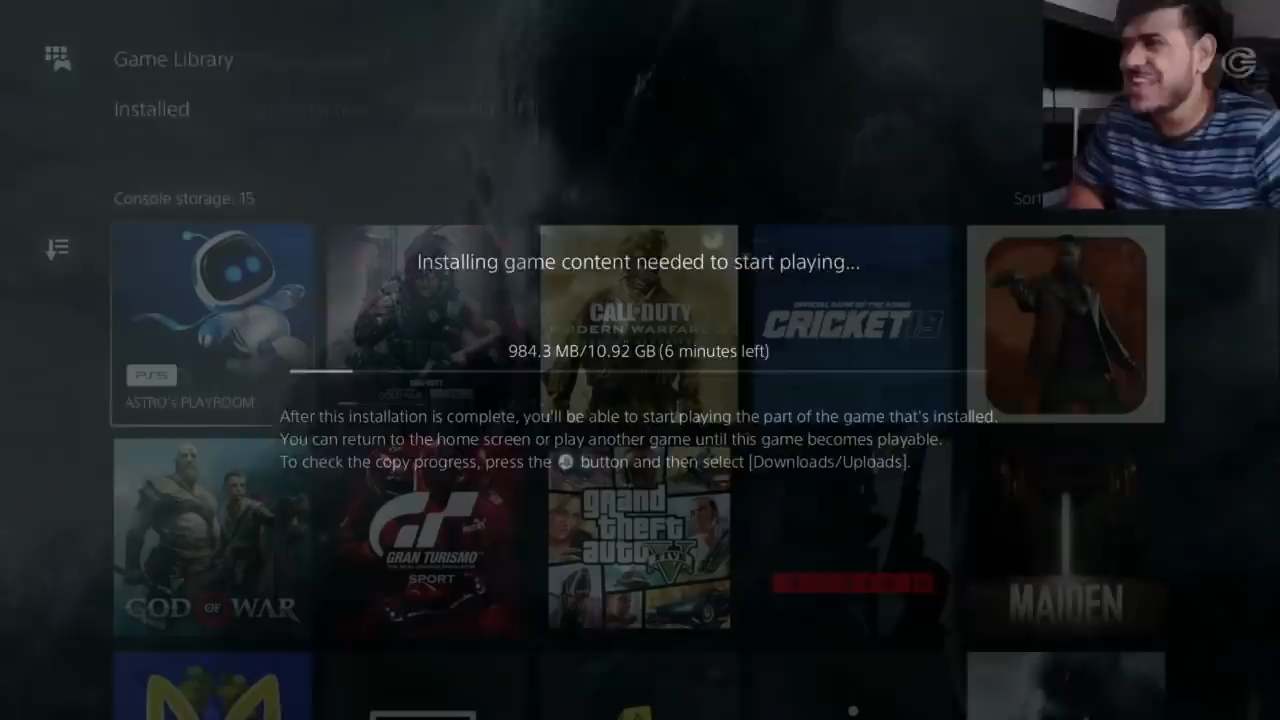 Game Library
Installed
Console storage: 15
Sort
Installing game content needed to start playing...
CALL OF DUTY
MODERN WARFARE
CRICKET 19
984.3 MB/10.92 GB (6 minutes left)
PS5
ASTRO's PLAYROOM
After this installation is complete, you'll be able to start playing the part of the game that's installed.
You can return to the home screen or play another game until this game becomes playable.
To check the copy progress, press the button and then select [Downloads/Uploads].
GOD OF WAR
GT
GRAN TURISMO
SPORT
grand
theft
auto
FIVE
MAIDEN